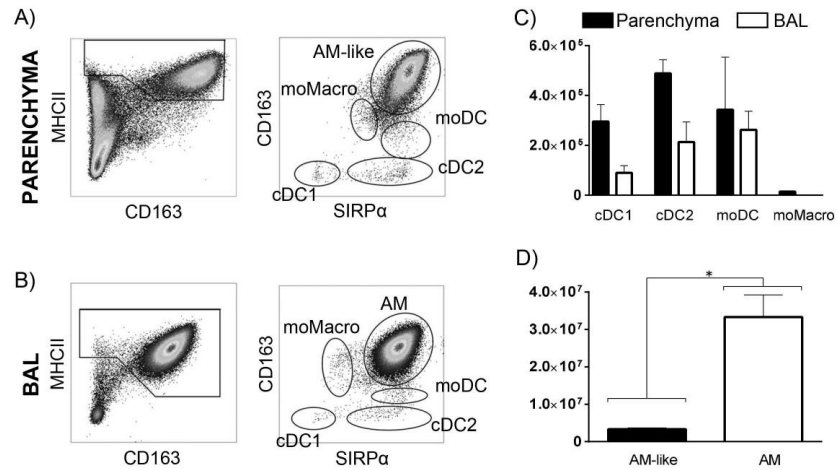 A)
PARENCHYMA
MHCII
CD163
CD163
AM-like
moMacro
moDC
cDC2
cDC1
SIRPα
B)
BAL
MHCII
CD163
CD163
AM
moMacro
moDC
cDC2
cDC1
SIRPα
C)
Parenchyma BAL
6.0×10⁵
4.0×10⁵
2.0×10⁵
0
cDC1 cDC2 moDC moMacro
D)
*
4.0×10⁷
3.0×10⁷
2.0×10⁷
1.0×10⁷
0
AM-like AM